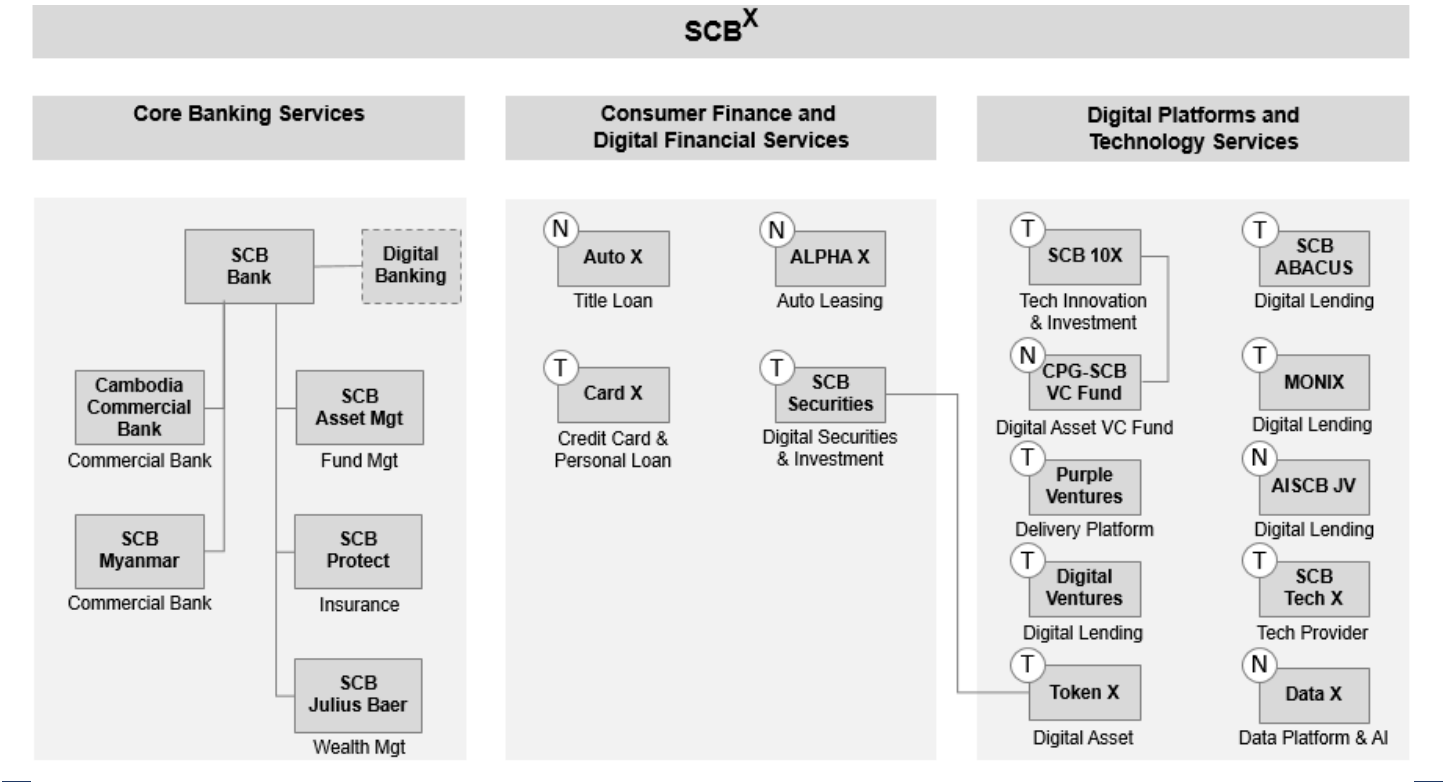 SCBX
Core Banking Services
SCB
Bank
Digital
Banking
Cambodia
Commercial
Bank
Commercial Bank
SCB
Asset Mgt
Fund Mgt
SCB
Myanmar
Commercial Bank
SCB
Protect
Insurance
SCB
Julius Baer
Wealth Mgt
Consumer Finance and
Digital Financial Services
N
Auto X
Title Loan
N
ALPHA X
Auto Leasing
T
Card X
Credit Card &
Personal Loan
T
SCB
Securities
Digital Securities
& Investment
Digital Platforms and
Technology Services
T
SCB 10X
Tech Innovation
& Investment
T
SCB
ABACUS
Digital Lending
N
CPG-SCB
VC Fund
Digital Asset VC Fund
T
MONIX
Digital Lending
T
Purple
Ventures
Delivery Platform
N
AISCB JV
Digital Lending
T
Digital
Ventures
Digital Lending
T
SCB
Tech X
Tech Provider
T
Token X
Digital Asset
N
Data X
Data Platform & AI